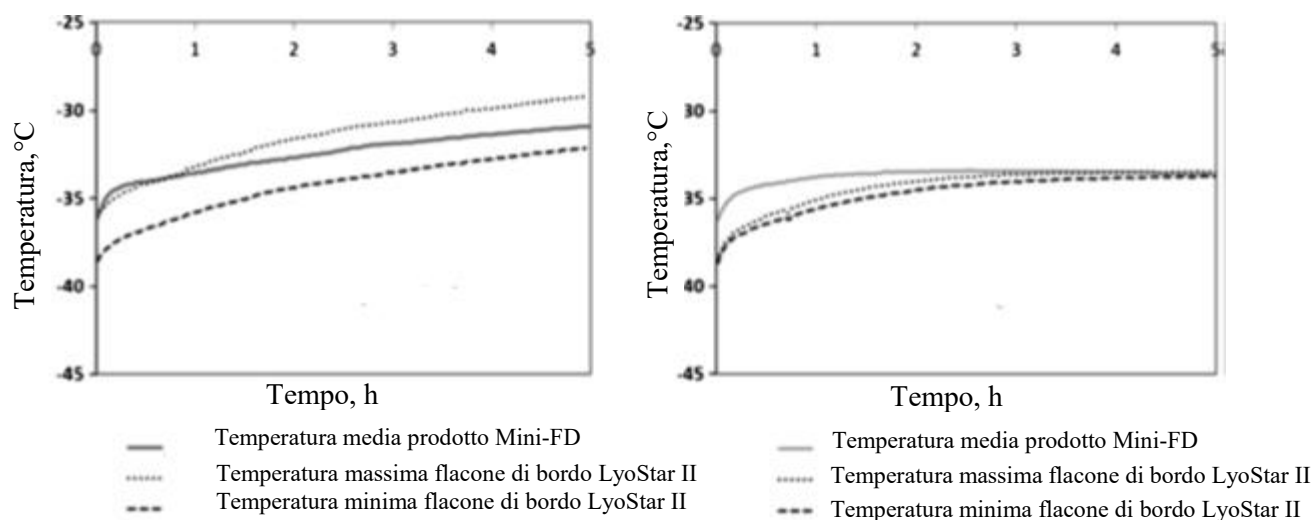 -25
0 1 2 3 4 5
-30
-35
-40
-45
Temperatura,°C
Tempo, h
Temperatura media prodotto Mini-FD
Temperatura massima flacone di bordo LyoStar II
Temperatura minima flacone di bordo LyoStar II
-25
0 1 2 3 4 5
-30
-35
40
-45
Temperatura,°C
Tempo, h
Temperatura media prodotto Mini-FD
Temperatura massima flacone di bordo LyoStar II
Temperatura minima flacone di bordo LyoStar II